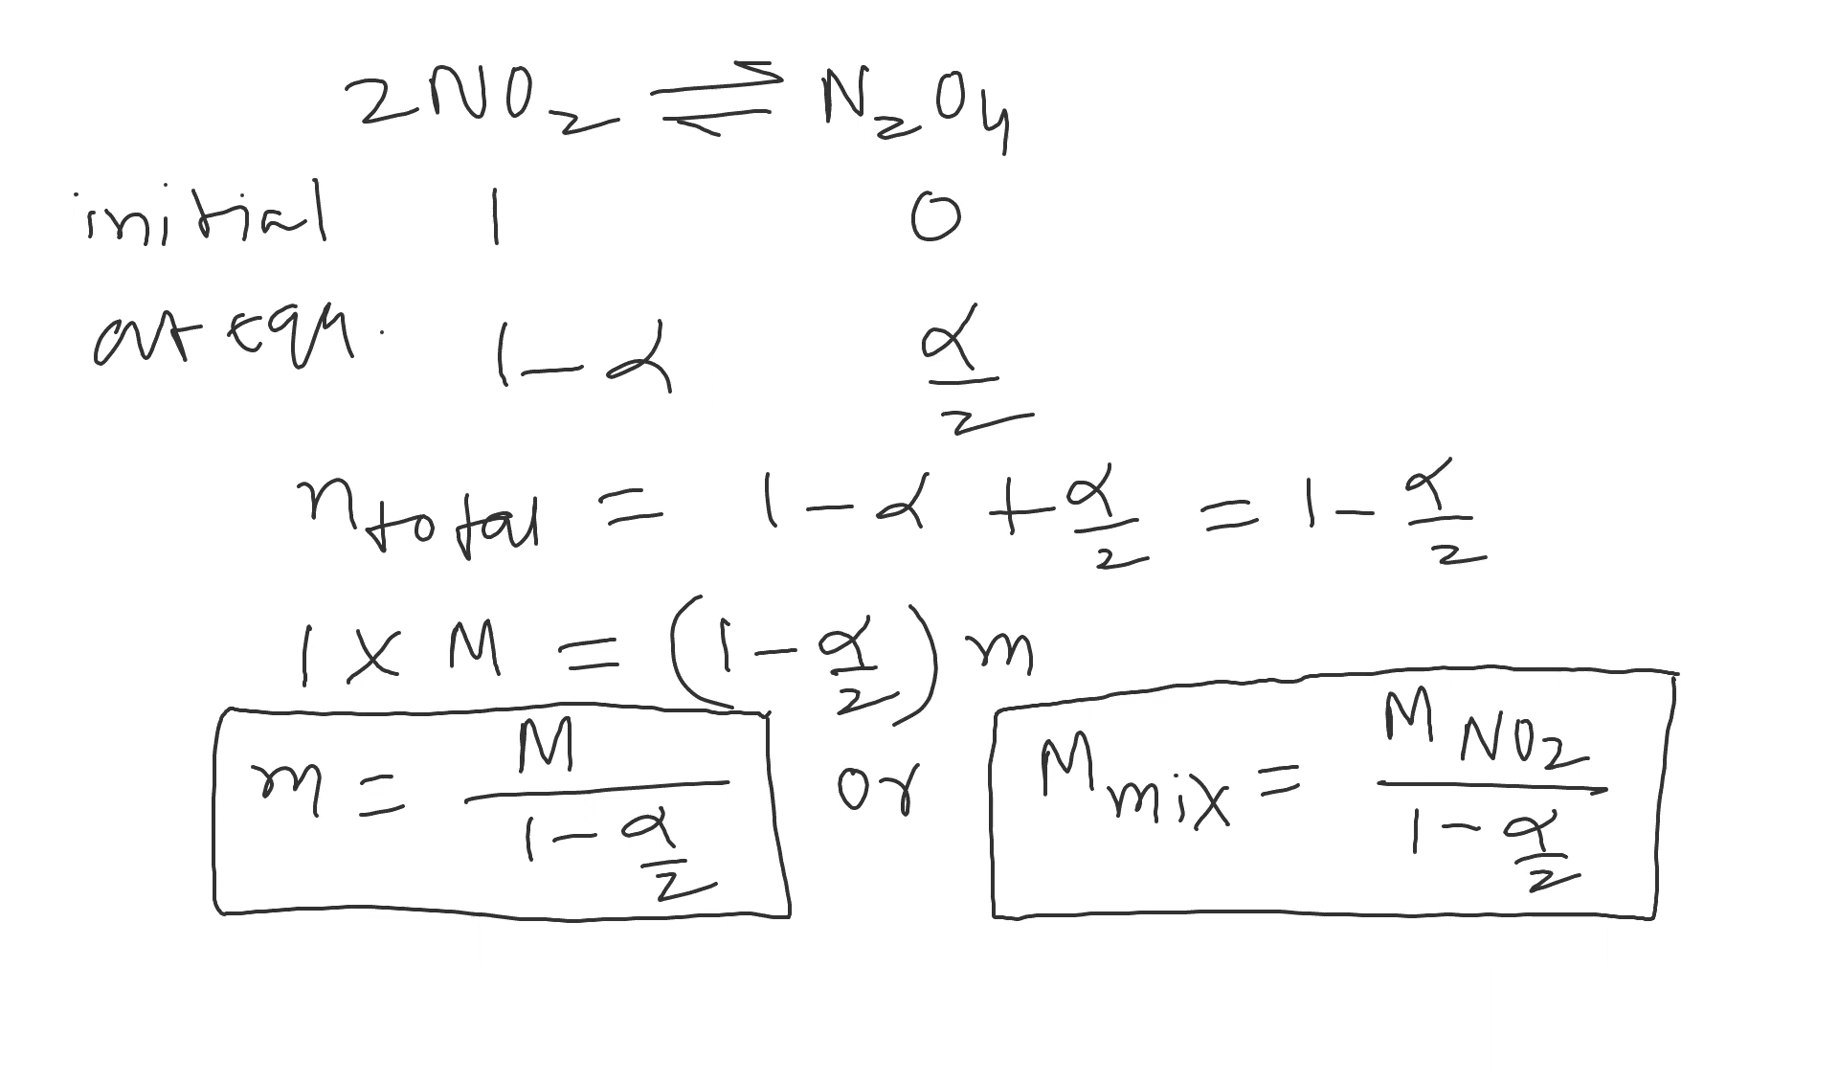 2NO₂ ⇌ N₂O₄
initial 1 0
at eqn. 1-α α/2
n_total = 1-α + α/2 = 1-α/2
1 × M = (1-α/2) m
m = M/(1-α/2) or M_mix = M_NO₂/(1-α/2)